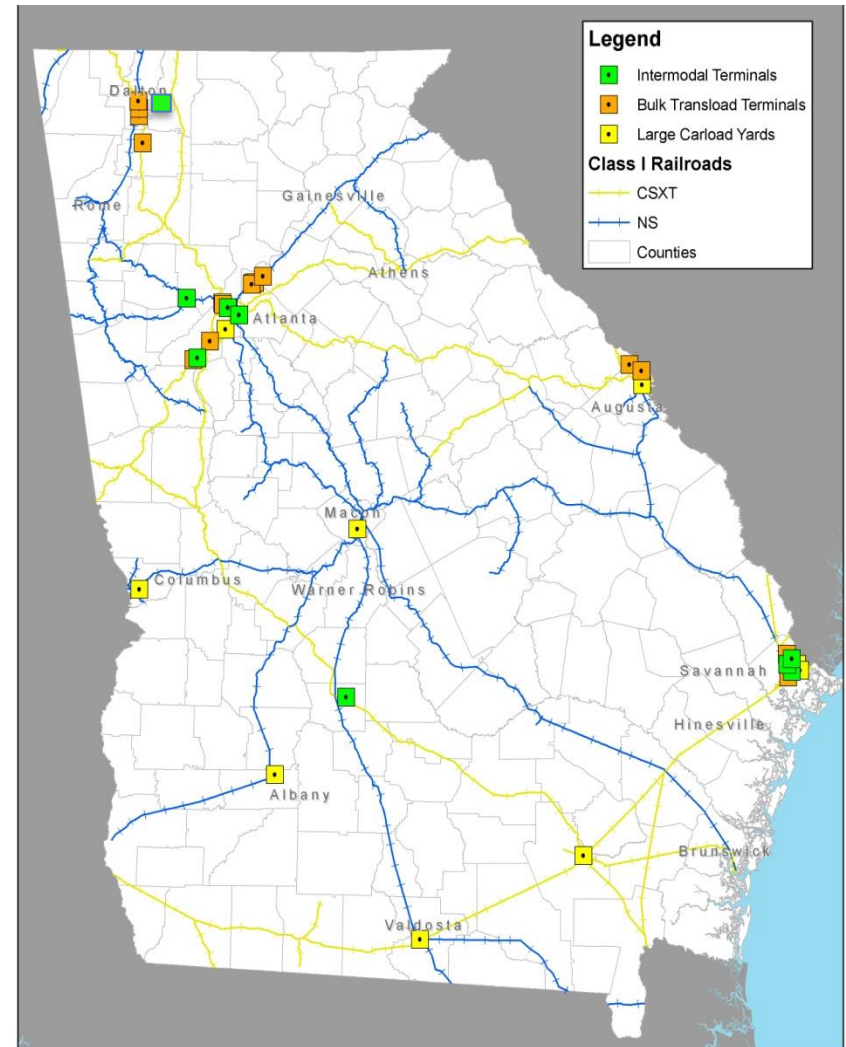 Legend
Intermodal Terminals
Bulk Transload Terminals
Large Carload Yards
Class I Railroads
CSXT
NS
Counties
Dalton
Rome
Gainesville
Athens
Atlanta
Augusta
Macon
Columbus
Warner Robins
Savannah
Hinesville
Albany
Brunswick
Valdosta